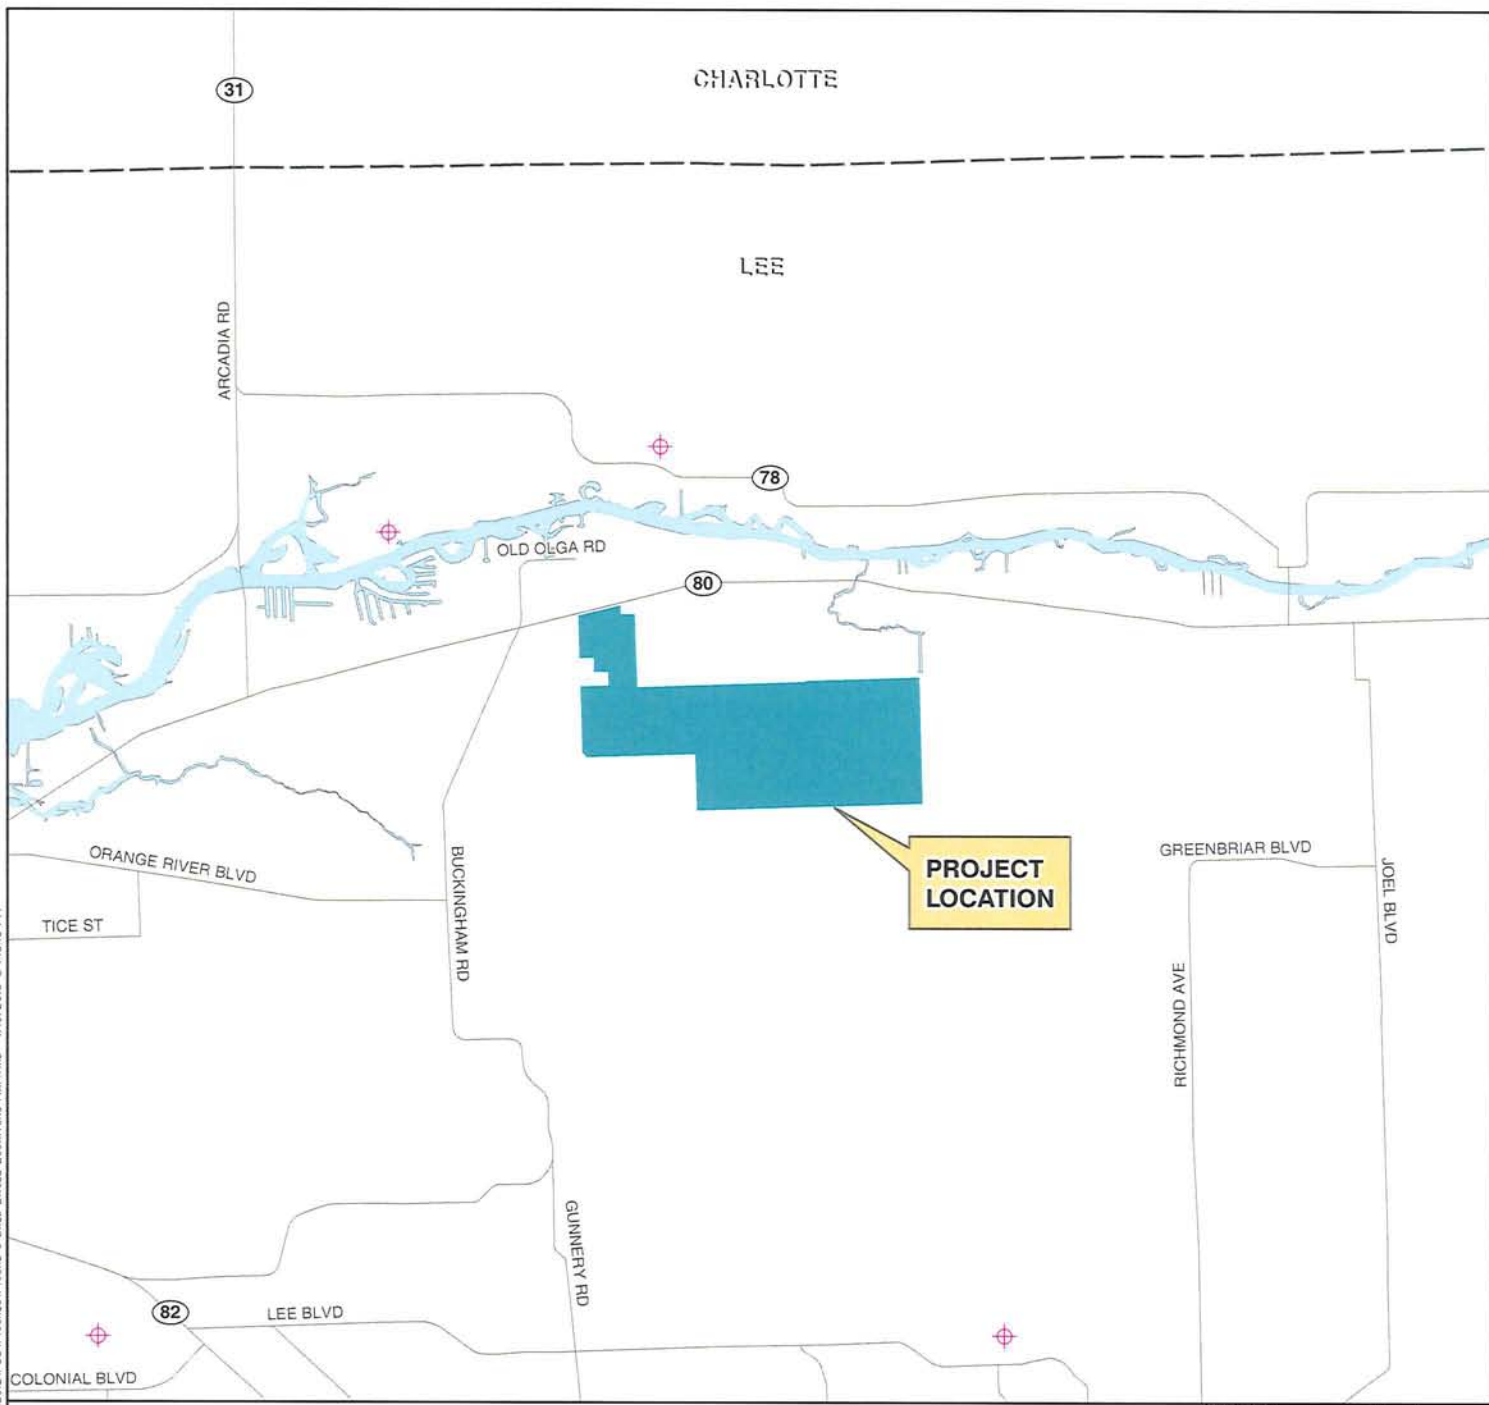 CHARLOTTE
31
LEE
ARCADIA RD
78
OLD OLGA RD
80
ORANGE RIVER BLVD
TICE ST
BUCKINGHAM RD
PROJECT
LOCATION
GREENBRIAR BLVD
JOEL BLVD
RICHMOND AVE
GUNNERY RD
82
LEE BLVD
COLONIAL BLVD